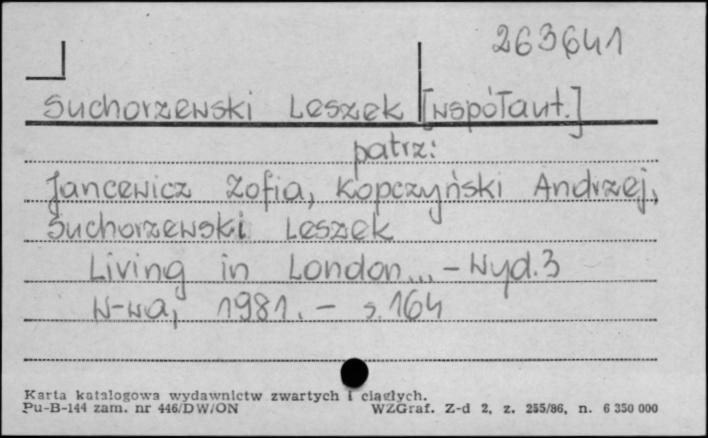 263641
Suchorzewski Leszek [współaut.]
patrz:
Jancewicz Zofia, Kopczyński Andrzej,
Suchorzewski Leszek
Living in London... - Wyd. 3
W-wa, 1981. - s. 164
Karta katalogowa wydawnictw zwartych i ciągłych.
Pu-B-144 zam. nr 446/DW/ON WZGraf. Z-d 2, z. 255/86, n. 6 350 000